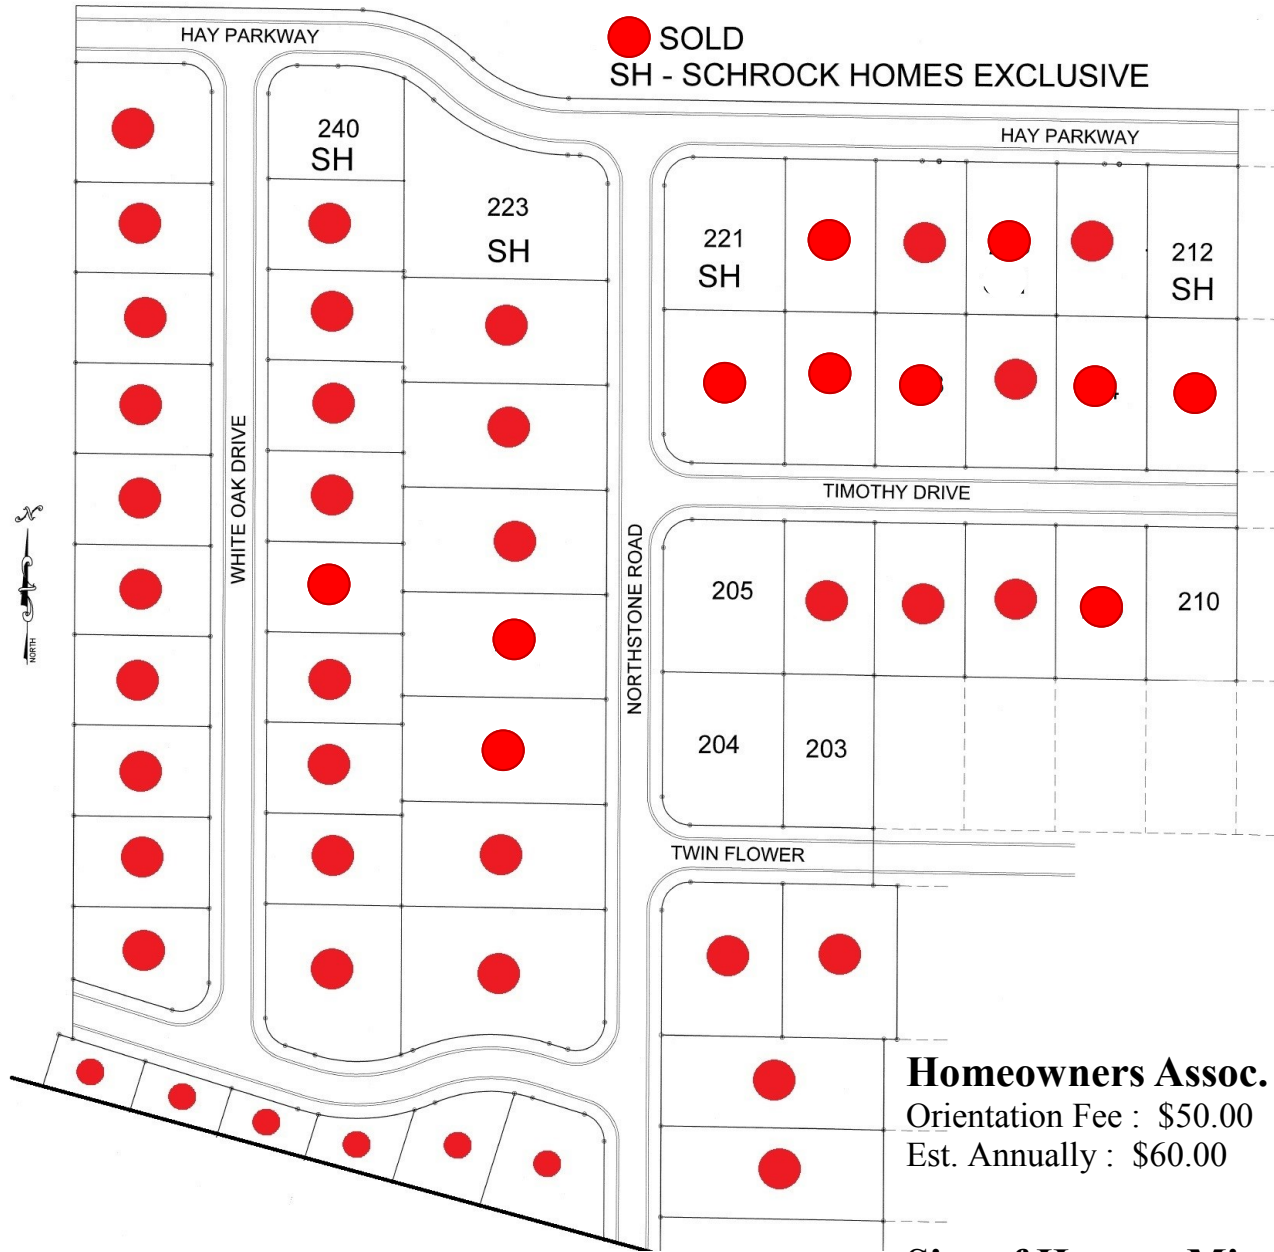 HAY PARKWAY
SOLD
SH - SCHROCK HOMES EXCLUSIVE
HAY PARKWAY
240
SH
223
SH
221
SH
212
SH
WHITE OAK DRIVE
TIMOTHY DRIVE
NORTHSTONE ROAD
N
NORTH
205
210
204
203
TWIN FLOWER
Homeowners Assoc.
Orientation Fee : $50.00
Est. Annually : $60.00